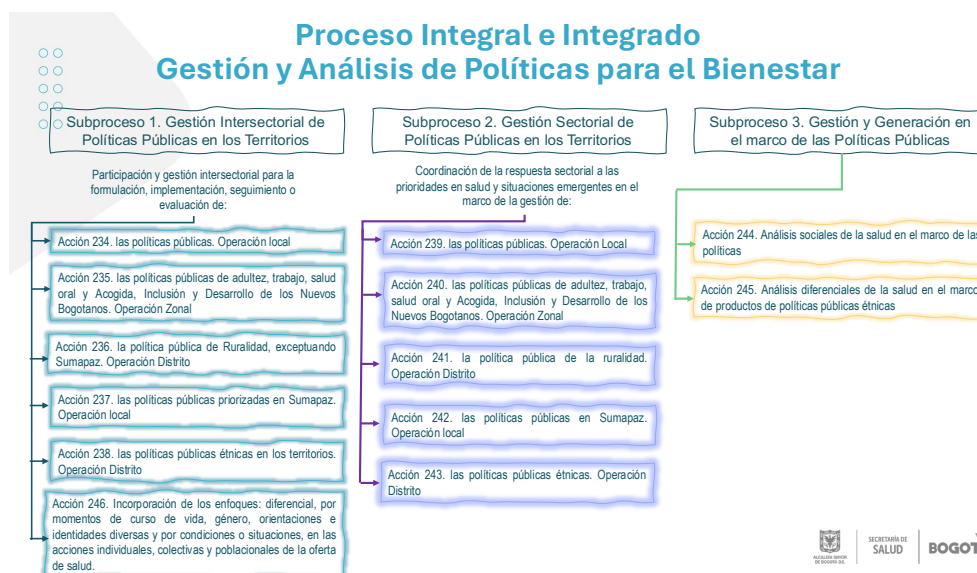 Proceso Integral e Integrado
Gestión y Análisis de Políticas para el Bienestar
Subproceso 1. Gestión Intersectorial de
Políticas Públicas en los Territorios
Participación y gestión intersectorial para la
formulación, implementación, seguimiento o
evaluación de:
Acción 234. las políticas públicas. Operación local
Acción 235. las políticas públicas de adultez, trabajo, salud
oral y Acogida, Inclusión y Desarrollo de los Nuevos
Bogotanos. Operación Zonal
Acción 236. la política pública de Ruralidad, exceptuando
Sumapaz. Operación Distrito
Acción 237. las políticas públicas priorizadas en Sumapaz.
Operación local
Acción 238. las políticas públicas étnicas en los territorios.
Operación Distrito
Acción 246. Incorporación de los enfoques: diferencial, por
momentos de curso de vida, género, orientaciones e
identidades diversas y por condiciones o situaciones, en las
acciones individuales, colectivas y poblacionales de la oferta
de salud.
Subproceso 2. Gestión Sectorial de
Políticas Públicas en los Territorios
Coordinación de la respuesta sectorial a las
prioridades en salud y situaciones emergentes en el
marco de la gestión de:
Acción 239. las políticas públicas. Operación Local
Acción 240. las políticas públicas de adultez, trabajo,
salud oral y Acogida, Inclusión y Desarrollo de los
Nuevos Bogotanos. Operación Zonal
Acción 241. la política pública de la ruralidad.
Operación Distrito
Acción 242. las políticas públicas en Sumapaz.
Operación local
Acción 243. las políticas públicas étnicas. Operación
Distrito
Subproceso 3. Gestión y Generación en
el marco de las Políticas Públicas
Acción 244. Análisis sociales de la salud en el marco de las
políticas
Acción 245. Análisis diferenciales de la salud en el marco
de productos de políticas públicas étnicas
ALCALDÍA MAYOR
DE BOGOTÁ D.C.
SECRETARÍA DE
SALUD
BOGOT